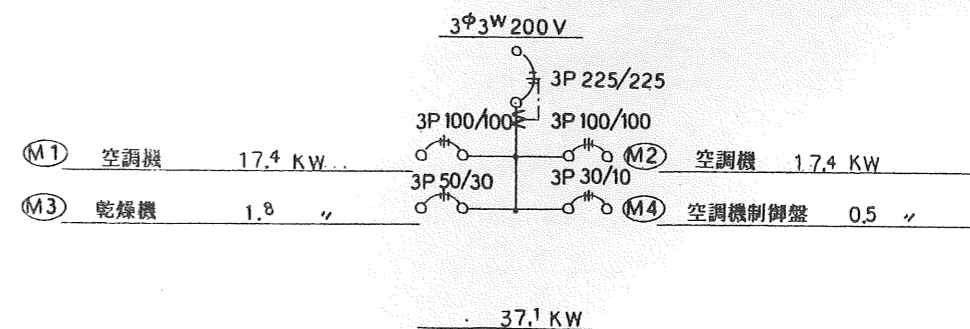 3φ3W 200V
3P 225/225
3P 100/100 3P 100/100
M1 空調機 17.4 KW M2 空調機 17.4 KW
3P 50/30 3P 30/10
M3 乾燥機 1.8 〃 M4 空調機制御盤 0.5 〃
37.1 KW